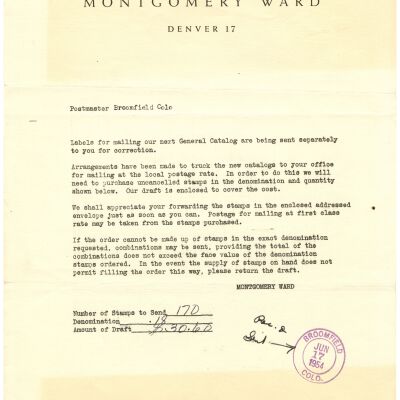 MONTGOMERY WARD
DENVER 17
Postmaster Broomfield Colo
Labels for mailing our next General Catalog are being sent separately
to you for correction.
Arrangements have been made to truck the new catalogs to your office
for mailing at the local postage rate. In order to do this we will
need to purchase uncancelled stamps in the denomination and quantity
shown below. Our draft is enclosed to cover the cost.
We shall appreciate your forwarding the stamps in the enclosed addressed
envelope just as soon as you can. Postage for mailing at first class
rate may be taken from the stamps purchased.
If the order cannot be made up of stamps in the exact denomination
requested, combinations may be sent, providing the total of the
combinations does not exceed the face value of the denomination
stamps ordered. In the event the supply of stamps on hand does not
permit filling the order this way, please return the draft.
MONTGOMERY WARD
Number of Stamps to Send 170
Denomination .18
Amount of Draft 30.60
Rec. &
Sent
BROOMFIELD
JUN
17
1954
COLO.